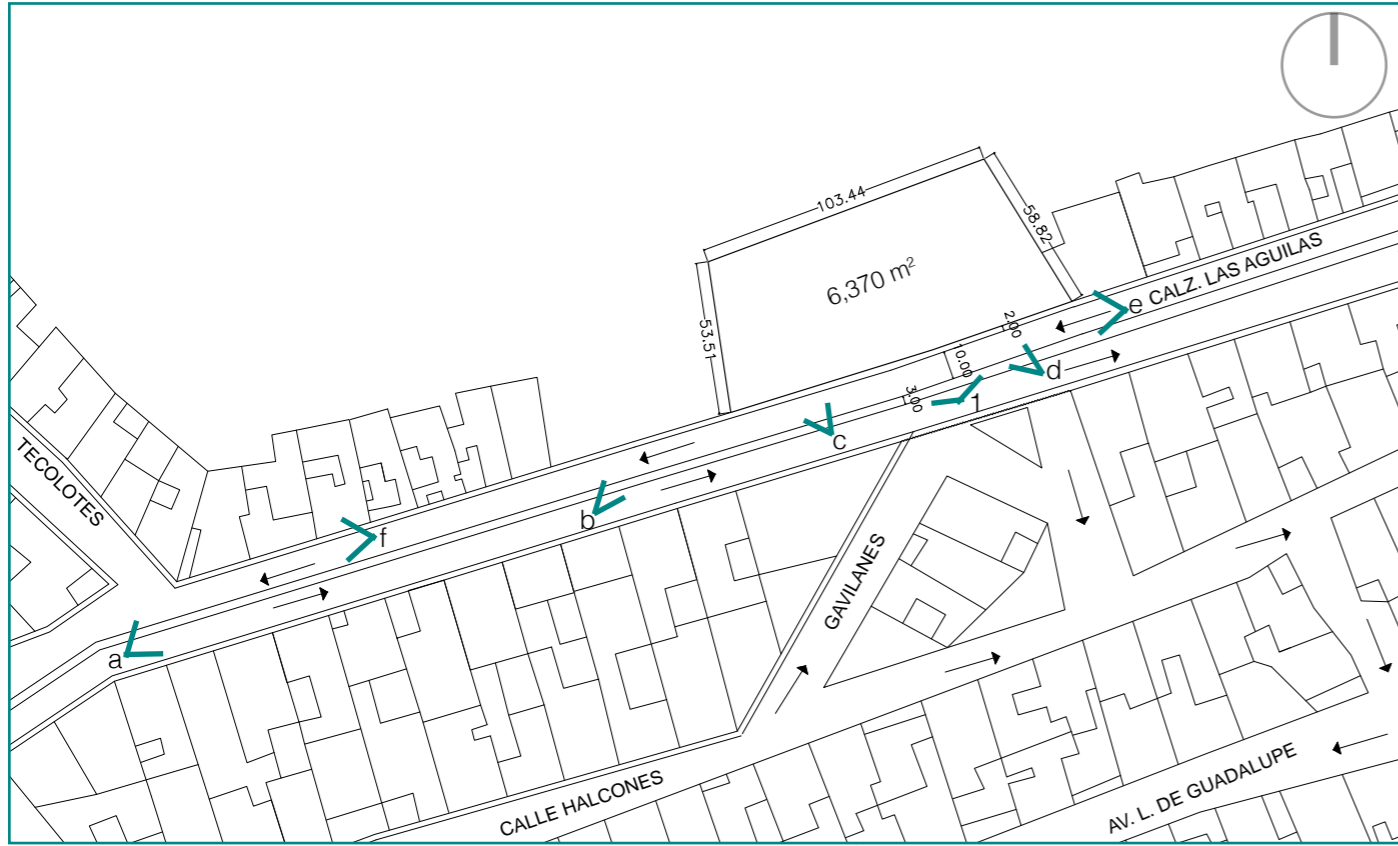 103.44
58.82
6,370 m²
53.51
2.00
10.00
3.00
e
CALZ. LAS AGUILAS
d
1
c
b
f
a
TECOLOTES
GAVILANES
CALLE HALCONES
AV. L. DE GUADALUPE